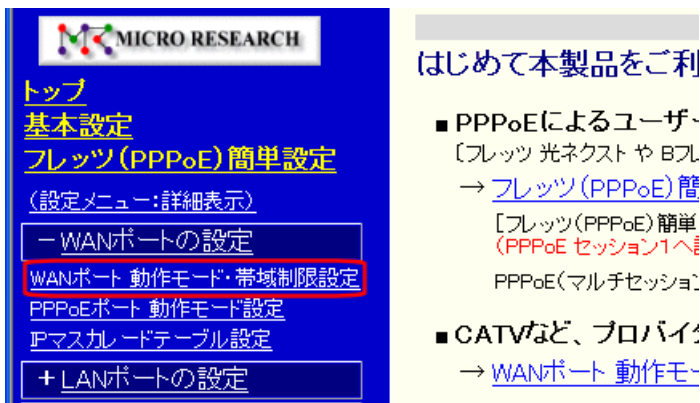 MICRO RESEARCH
トップ
基本設定
フレッツ(PPPoE)簡単設定
(設定メニュー:詳細表示)
－WANポートの設定
WANポート 動作モード・帯域制限設定
PPPoEポート 動作モード設定
IPマスカレードテーブル設定
＋LANポートの設定
はじめて本製品をご利
■PPPoEによるユーザー
［フレッツ 光ネクスト や Bフレ
→ フレッツ(PPPoE)簡
［フレッツ(PPPoE)簡単
(PPPoE セッション1へ
PPPoE(マルチセッション
■CATVなど、プロバイ
→ WANポート 動作モー